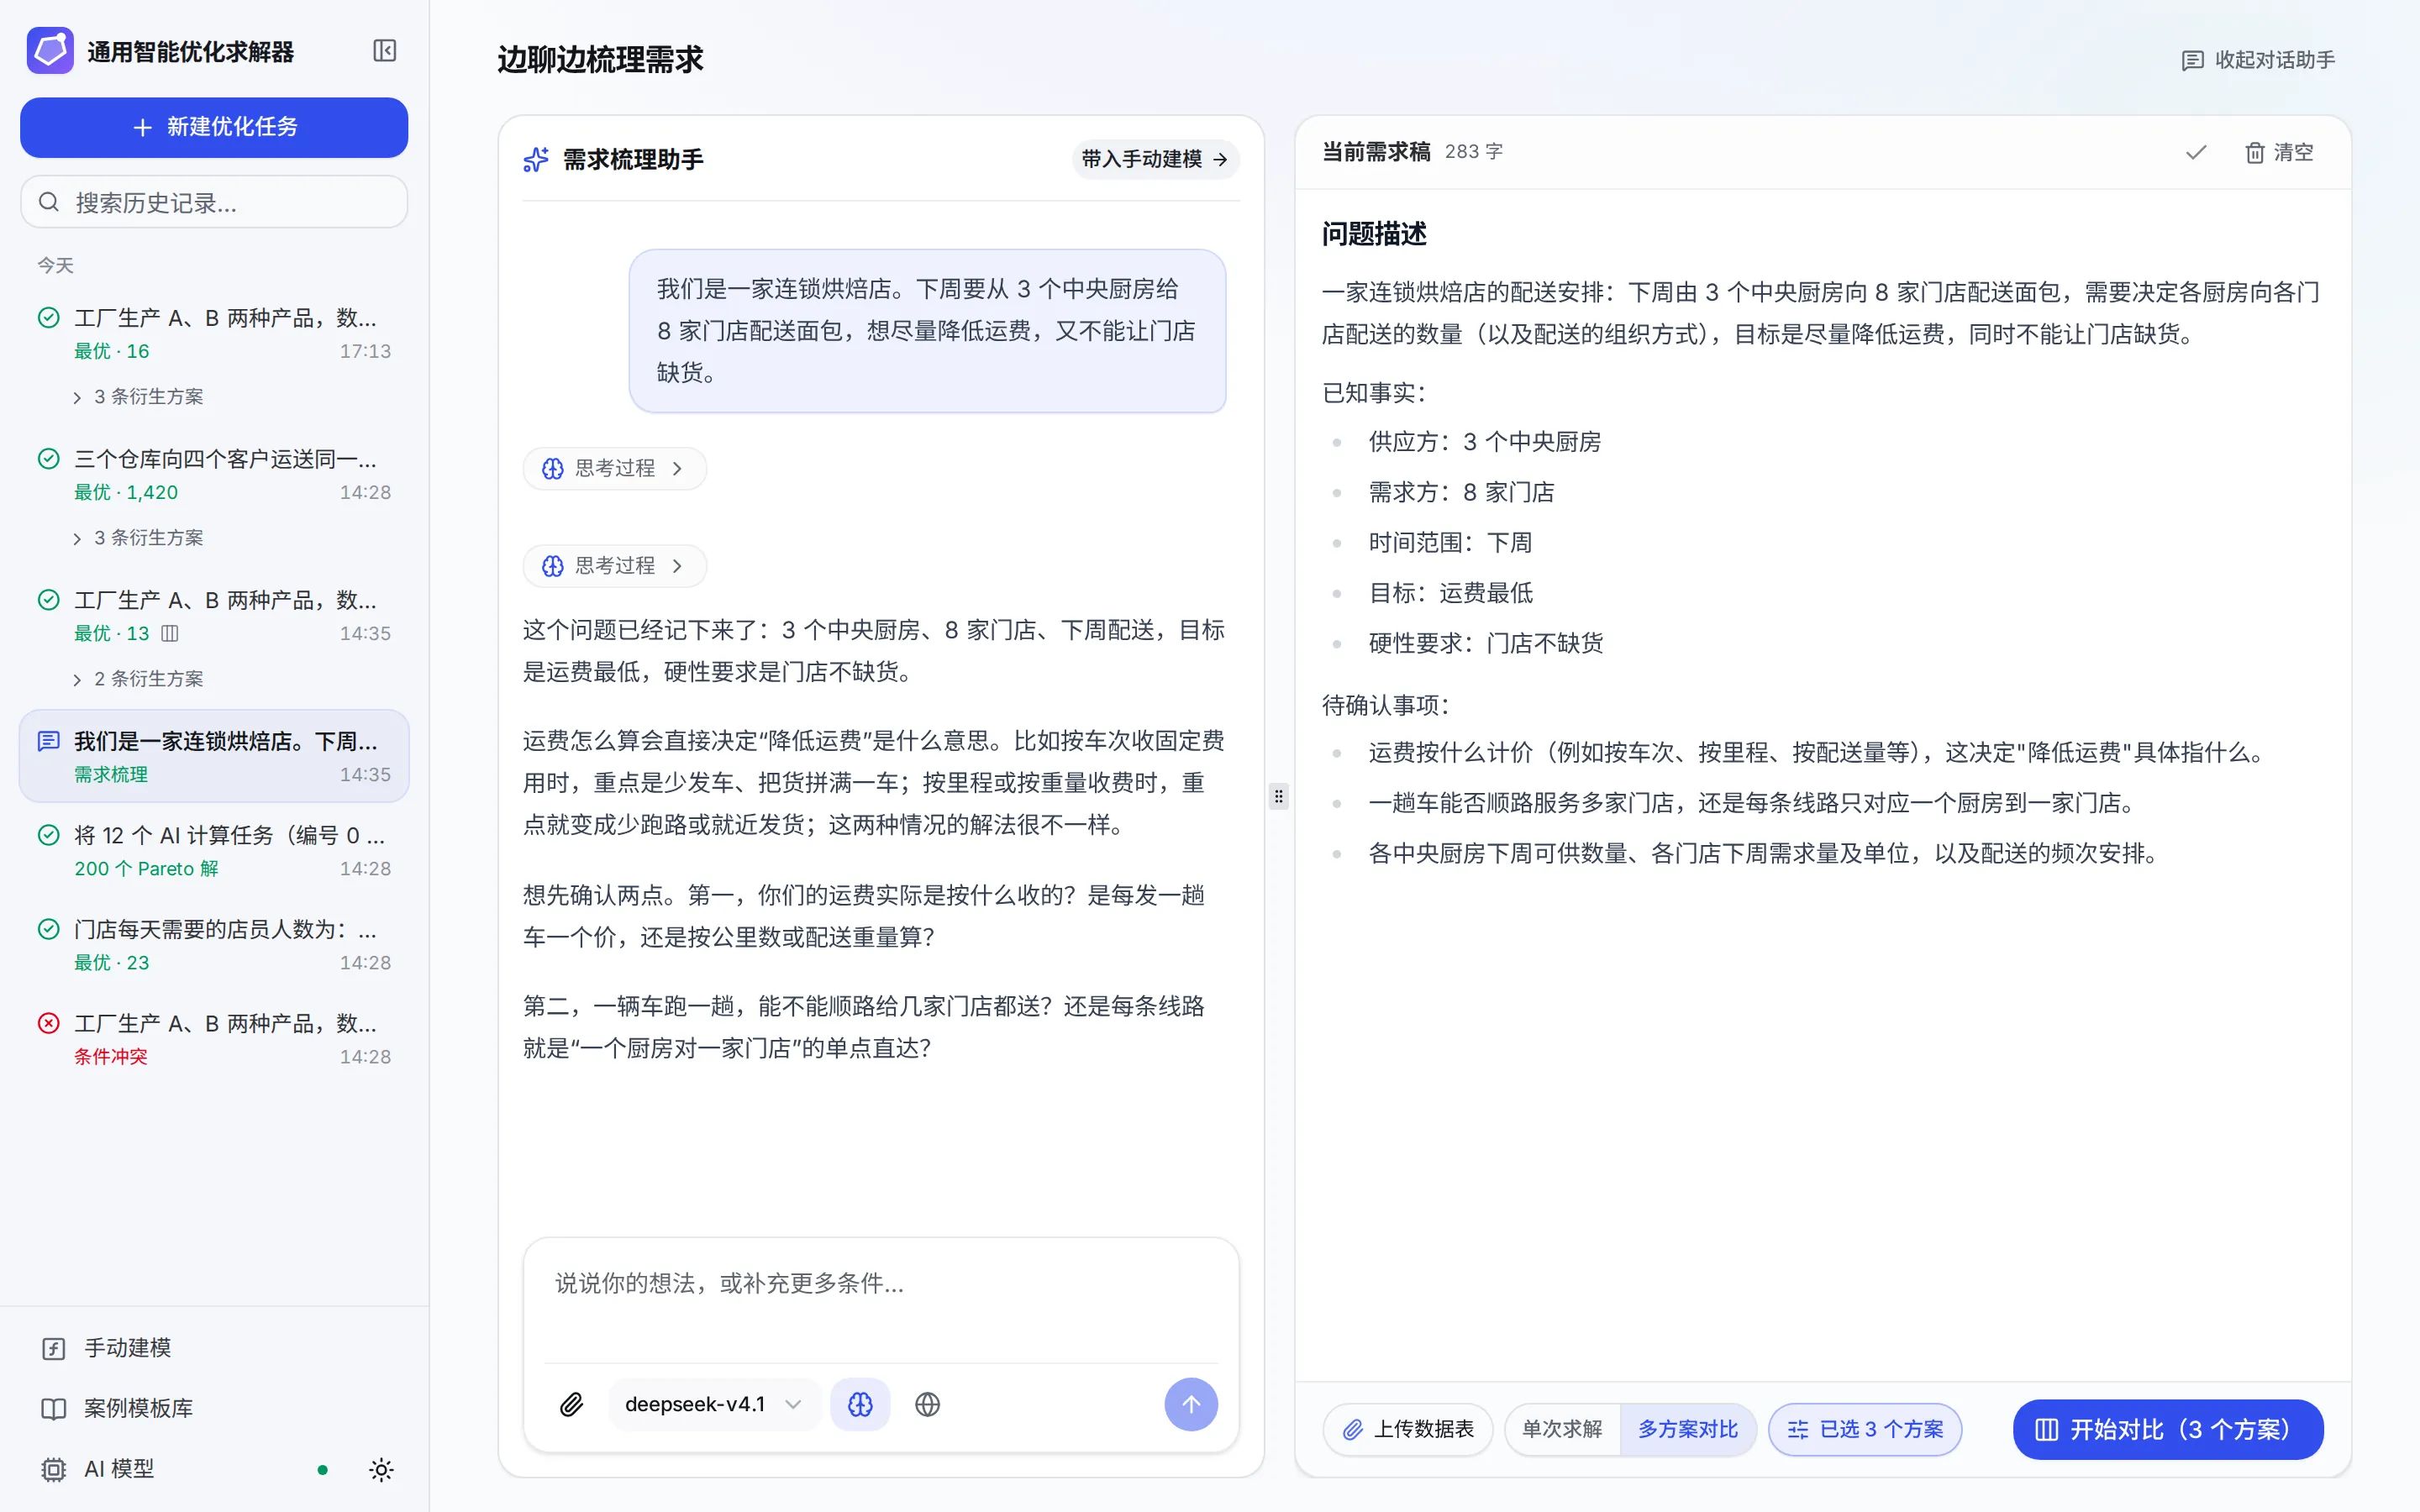 通用智能优化求解器
新建优化任务
搜索历史记录...
今天
工厂生产 A、B 两种产品，数...
最优 · 16
17:13
3 条衍生方案
三个仓库向四个客户运送同一...
最优 · 1,420
14:28
3 条衍生方案
工厂生产 A、B 两种产品，数...
最优 · 13
14:35
2 条衍生方案
我们是一家连锁烘焙店。下周...
需求梳理
14:35
将 12 个 AI 计算任务（编号 0 ...
200 个 Pareto 解
14:28
门店每天需要的店员人数为：...
最优 · 23
14:28
工厂生产 A、B 两种产品，数...
条件冲突
14:28
手动建模
案例模板库
AI 模型
边聊边梳理需求
收起对话助手
需求梳理助手
带入手动建模
我们是一家连锁烘焙店。下周要从 3 个中央厨房给
8 家门店配送面包，想尽量降低运费，又不能让门店
缺货。
思考过程
思考过程
这个问题已经记下来了：3 个中央厨房、8 家门店、下周配送，目标
是运费最低，硬性要求是门店不缺货。
运费怎么算会直接决定“降低运费”是什么意思。比如按车次收固定费
用时，重点是少发车、把货拼满一车；按里程或按重量收费时，重
点就变成少跑路或就近发货；这两种情况的解法很不一样。
想先确认两点。第一，你们的运费实际是按什么收的？是每发一趟
车一个价，还是按公里数或配送重量算？
第二，一辆车跑一趟，能不能顺路给几家门店都送？还是每条线路
就是“一个厨房对一家门店”的单点直达？
说说你的想法，或补充更多条件...
deepseek-v4.1
当前需求稿 283 字
清空
问题描述
一家连锁烘焙店的配送安排：下周由 3 个中央厨房向 8 家门店配送面包，需要决定各厨房向各门
店配送的数量（以及配送的组织方式），目标是尽量降低运费，同时不能让门店缺货。
已知事实：
供应方：3 个中央厨房
需求方：8 家门店
时间范围：下周
目标：运费最低
硬性要求：门店不缺货
待确认事项：
运费按什么计价（例如按车次、按里程、按配送量等），这决定"降低运费"具体指什么。
一趟车能否顺路服务多家门店，还是每条线路只对应一个厨房到一家门店。
各中央厨房下周可供数量、各门店下周需求量及单位，以及配送的频次安排。
上传数据表
单次求解
多方案对比
已选 3 个方案
开始对比（3 个方案）